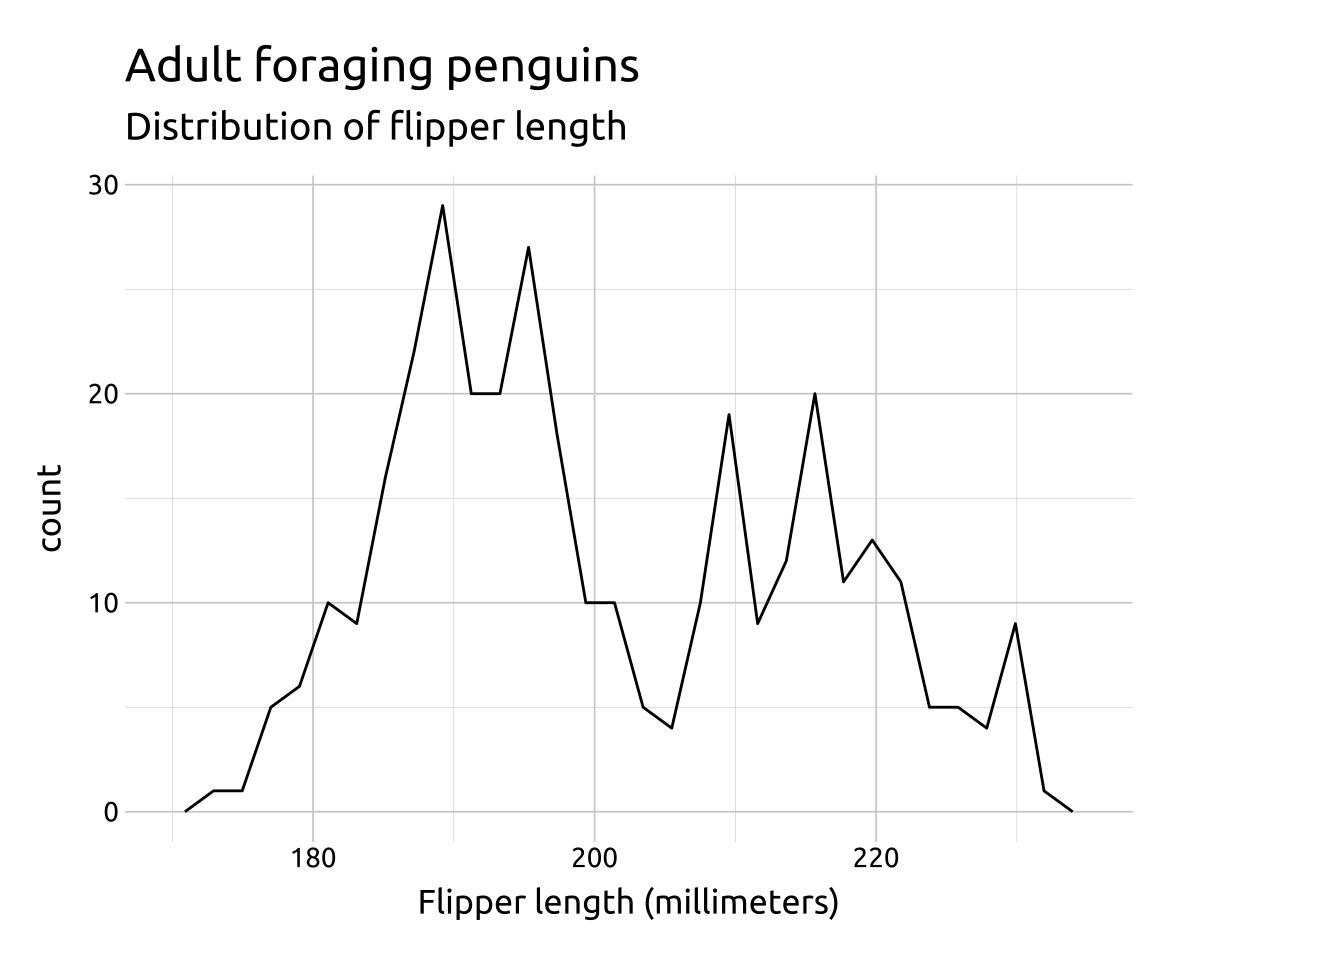 Adult foraging penguins
Distribution of flipper length
30
20
10
0
count
180 200 220
Flipper length (millimeters)